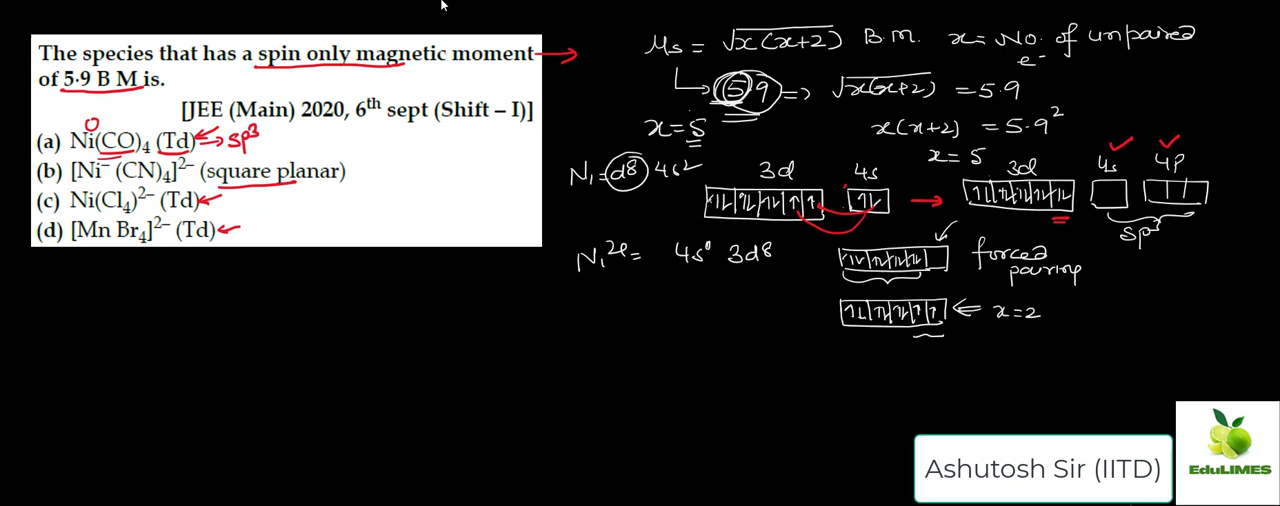 The species that has a spin only magnetic moment
of 5·9 B M is.
[JEE (Main) 2020, 6th sept (Shift – I)]
(a) Ni(CO)4 (Td)
(b) [Ni– (CN)4]2– (square planar)
(c) Ni(Cl4)2– (Td)
(d) [Mn Br4]2– (Td)
0
sp3
μs = √x(x+2) B.M. x = No. of unpaired
e-
5.9 => √x(x+2) = 5.9
x = 5
x(x+2) = 5.9²
x = 5
Ni = d8 4s2
3d 4s
3d 4s 4p
sp3
Ni2+ = 4s0 3d8
forced
pairing
x = 2
Ashutosh Sir (IITD)
EduLIMES